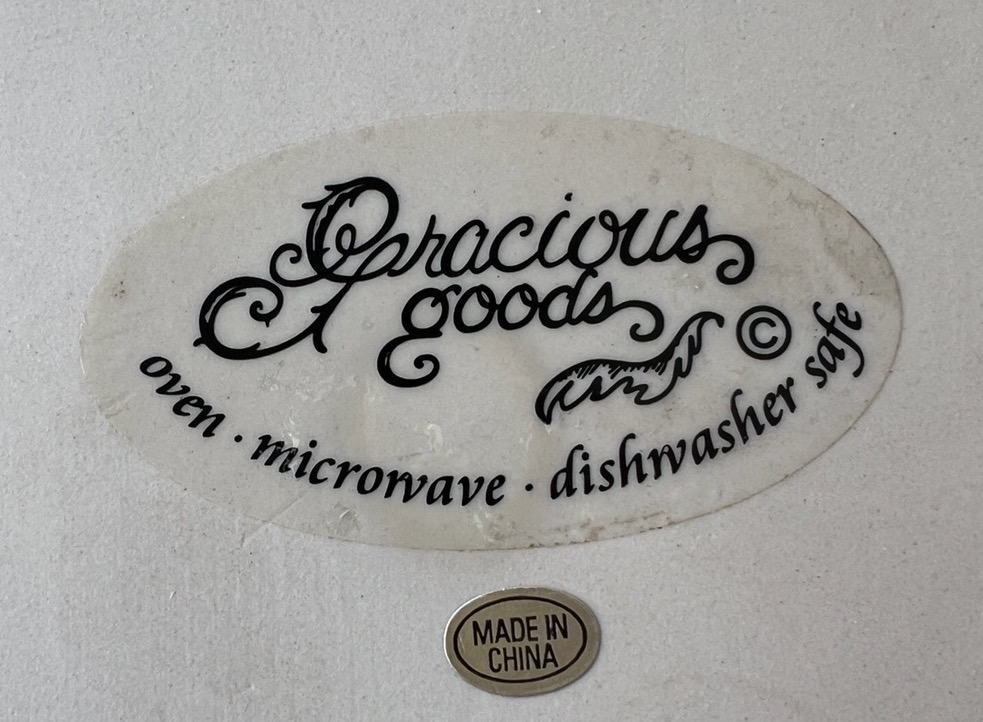 Gracious
goods
©
oven · microwave · dishwasher safe
MADE IN
CHINA